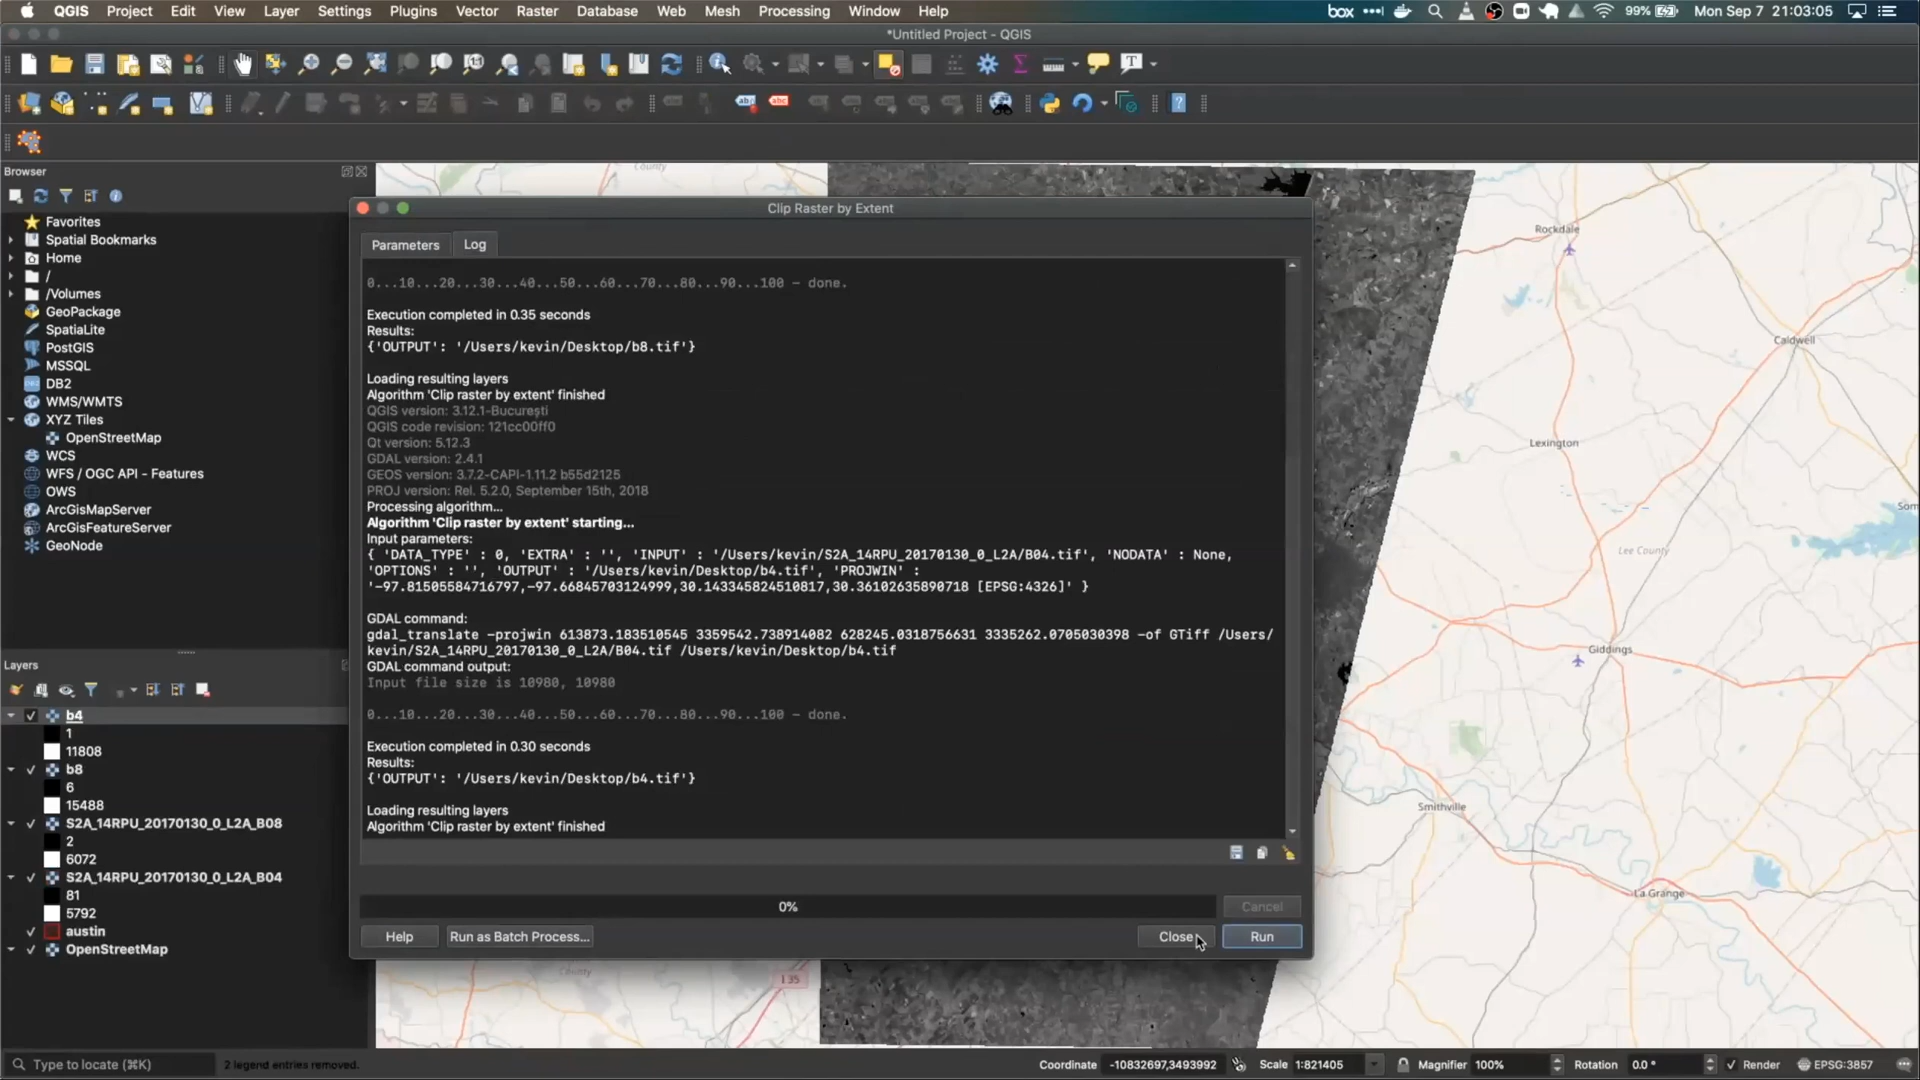 QGIS Project Edit View Layer Settings Plugins Vector Raster Database Web Mesh Processing Window Help
box 99% Mon Sep 7 21:03:05
*Untitled Project - QGIS
Browser
Favorites
Spatial Bookmarks
Home
/
/Volumes
GeoPackage
SpatiaLite
PostGIS
MSSQL
DB2
WMS/WMTS
XYZ Tiles
OpenStreetMap
WCS
WFS / OGC API - Features
OWS
ArcGisMapServer
ArcGisFeatureServer
GeoNode
Layers
b4
1
11808
b8
6
15488
S2A_14RPU_20170130_0_L2A_B08
2
6072
S2A_14RPU_20170130_0_L2A_B04
81
5792
austin
OpenStreetMap
Clip Raster by Extent
Parameters Log
0...10...20...30...40...50...60...70...80...90...100 - done.
Execution completed in 0.35 seconds
Results:
{'OUTPUT': '/Users/kevin/Desktop/b8.tif'}
Loading resulting layers
Algorithm 'Clip raster by extent' finished
QGIS version: 3.12.1-București
QGIS code revision: 121cc00ff0
Qt version: 5.12.3
GDAL version: 2.4.1
GEOS version: 3.7.2-CAPI-1.11.2 b55d2125
PROJ version: Rel. 5.2.0, September 15th, 2018
Processing algorithm...
Algorithm 'Clip raster by extent' starting...
Input parameters:
{ 'DATA_TYPE' : 0, 'EXTRA' : '', 'INPUT' : '/Users/kevin/S2A_14RPU_20170130_0_L2A/B04.tif', 'NODATA' : None,
'OPTIONS' : '', 'OUTPUT' : '/Users/kevin/Desktop/b4.tif', 'PROJWIN' :
'-97.81505584716797,-97.66845703124999,30.143345824510817,30.36102635890718 [EPSG:4326]' }
GDAL command:
gdal_translate -projwin 613873.183510545 3359542.738914082 628245.0318756631 3335262.0705030398 -of GTiff /Users/
kevin/S2A_14RPU_20170130_0_L2A/B04.tif /Users/kevin/Desktop/b4.tif
GDAL command output:
Input file size is 10980, 10980
0...10...20...30...40...50...60...70...80...90...100 - done.
Execution completed in 0.30 seconds
Results:
{'OUTPUT': '/Users/kevin/Desktop/b4.tif'}
Loading resulting layers
Algorithm 'Clip raster by extent' finished
0%
Cancel
Help Run as Batch Process... Close Run
County
Rockdale
Caldwell
Lexington
Lee County
Giddings
Smithville
La Grange
County
I 35
Type to locate (⌘K) 2 legend entries removed. Coordinate -10832697,3493992 Scale 1:821405 Magnifier 100% Rotation 0.0 ° Render EPSG:3857